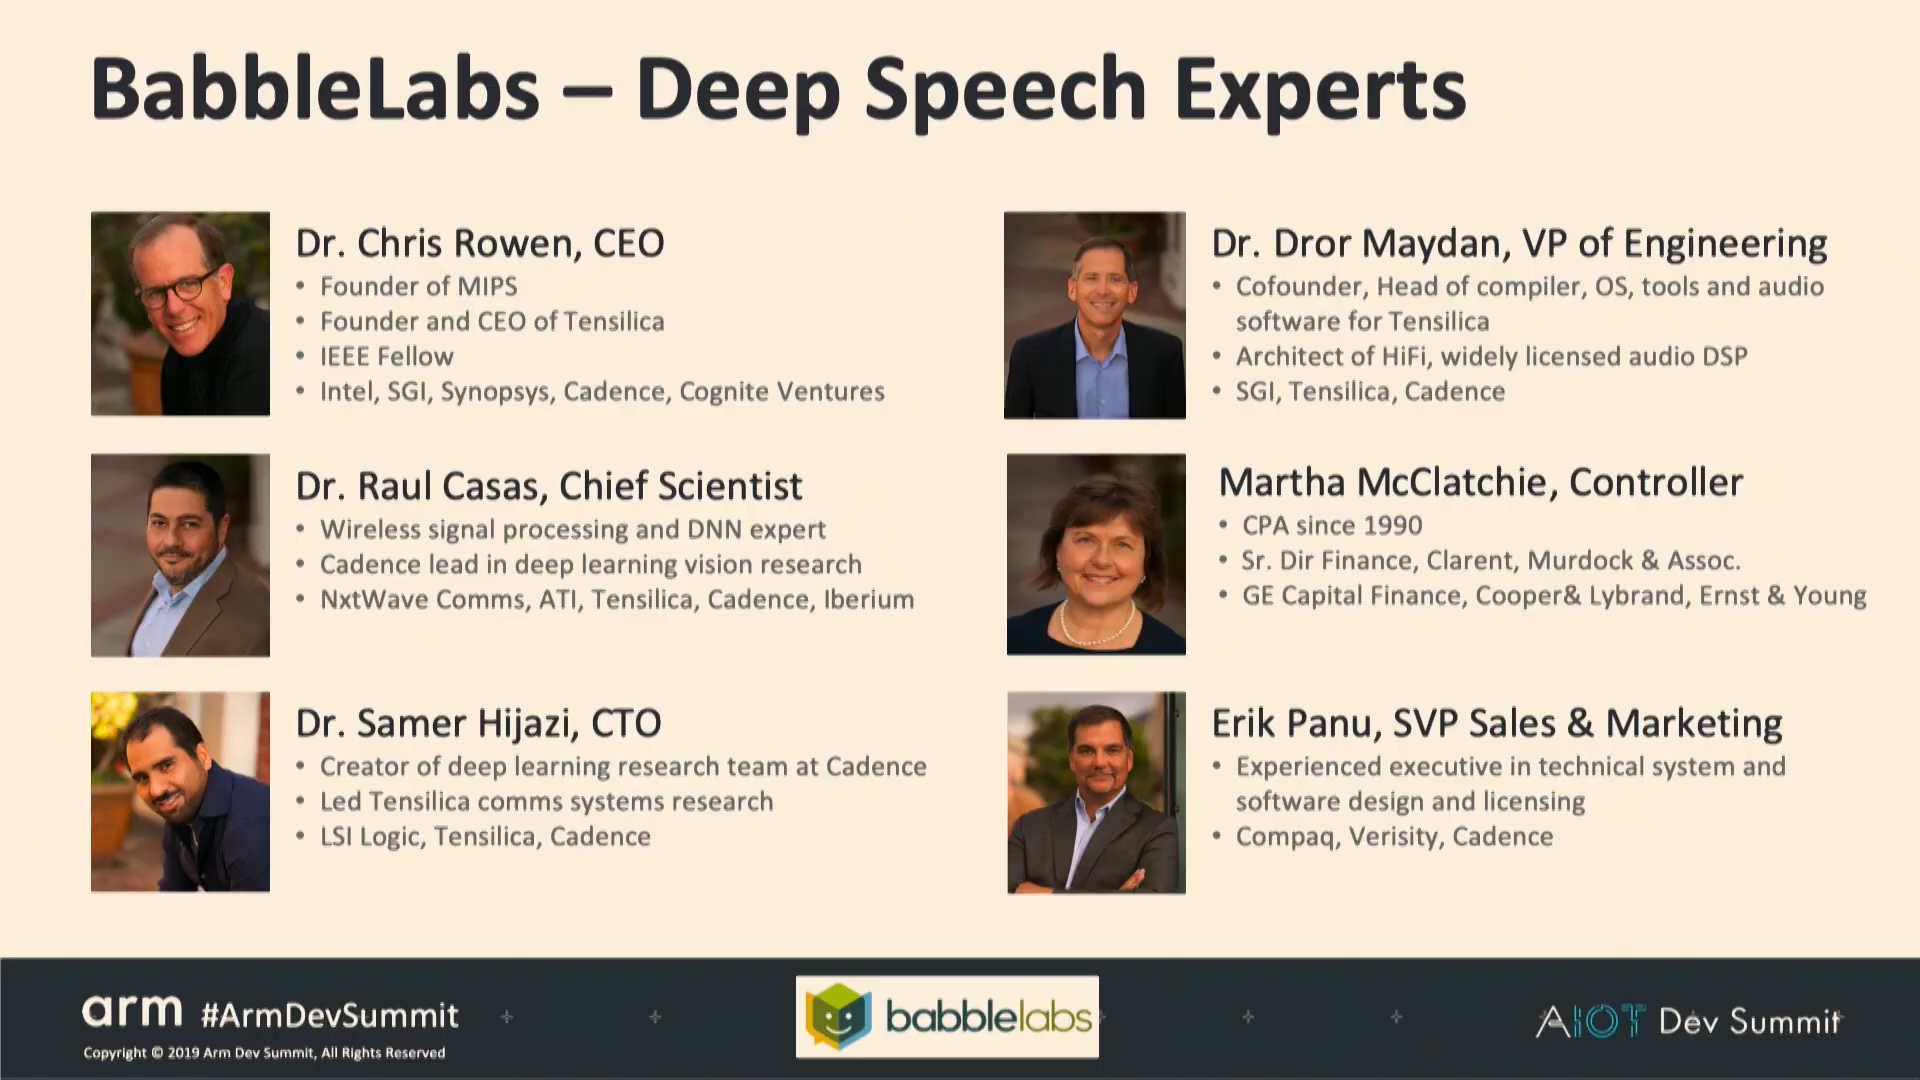 BabbleLabs – Deep Speech Experts
Dr. Chris Rowen, CEO
• Founder of MIPS
• Founder and CEO of Tensilica
• IEEE Fellow
• Intel, SGI, Synopsys, Cadence, Cognite Ventures
Dr. Raul Casas, Chief Scientist
• Wireless signal processing and DNN expert
• Cadence lead in deep learning vision research
• NxtWave Comms, ATI, Tensilica, Cadence, Iberium
Dr. Samer Hijazi, CTO
• Creator of deep learning research team at Cadence
• Led Tensilica comms systems research
• LSI Logic, Tensilica, Cadence
Dr. Dror Maydan, VP of Engineering
• Cofounder, Head of compiler, OS, tools and audio
software for Tensilica
• Architect of HiFi, widely licensed audio DSP
• SGI, Tensilica, Cadence
Martha McClatchie, Controller
• CPA since 1990
• Sr. Dir Finance, Clarent, Murdock & Assoc.
• GE Capital Finance, Cooper& Lybrand, Ernst & Young
Erik Panu, SVP Sales & Marketing
• Experienced executive in technical system and
software design and licensing
• Compaq, Verisity, Cadence
arm #ArmDevSummit
Copyright © 2019 Arm Dev Summit, All Rights Reserved
babblelabs
AIOT Dev Summit